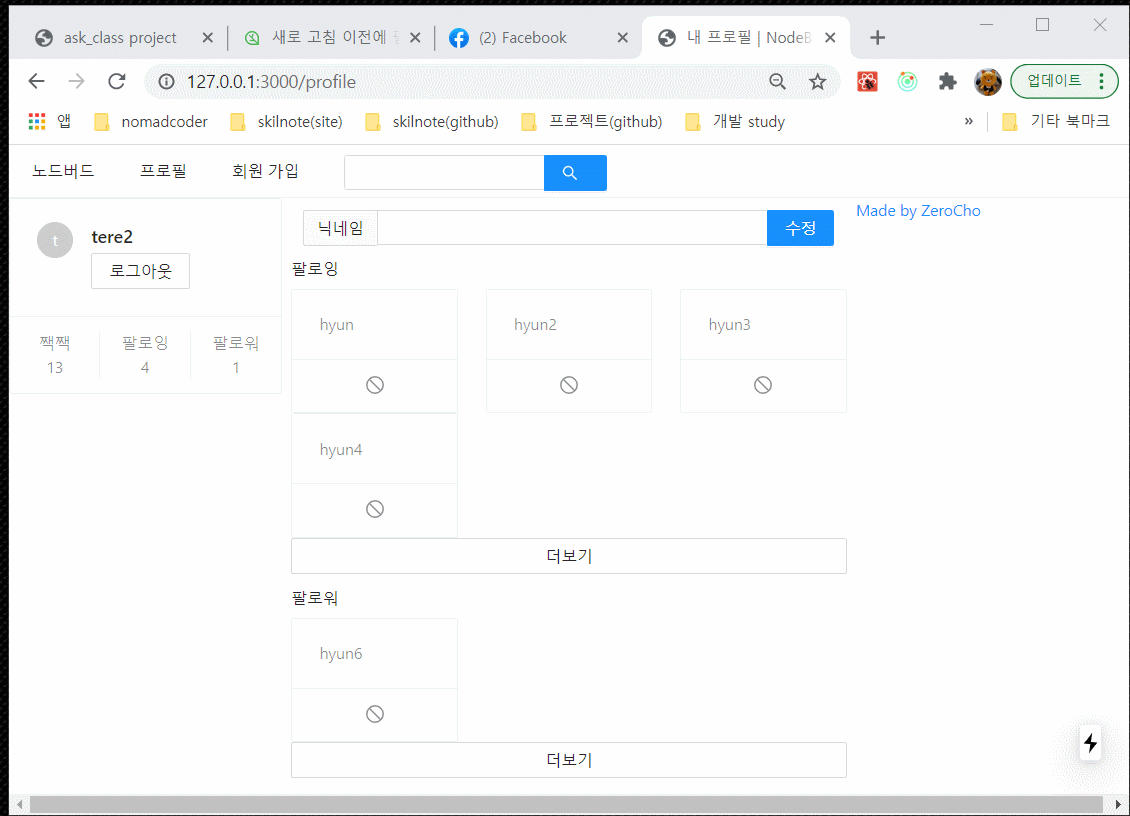 ask_class project
새로 고침 이전에
(2) Facebook
내 프로필 | NodeB
127.0.0.1:3000/profile
업데이트
앱 nomadcoder skilnote(site) skilnote(github) 프로젝트(github) 개발 study » 기타 북마크
노드버드 프로필 회원 가입
t
tere2
로그아웃
짹짹 팔로잉 팔로워
13 4 1
닉네임 수정
팔로잉
hyun hyun2 hyun3
hyun4
더보기
팔로워
hyun6
더보기
Made by ZeroCho